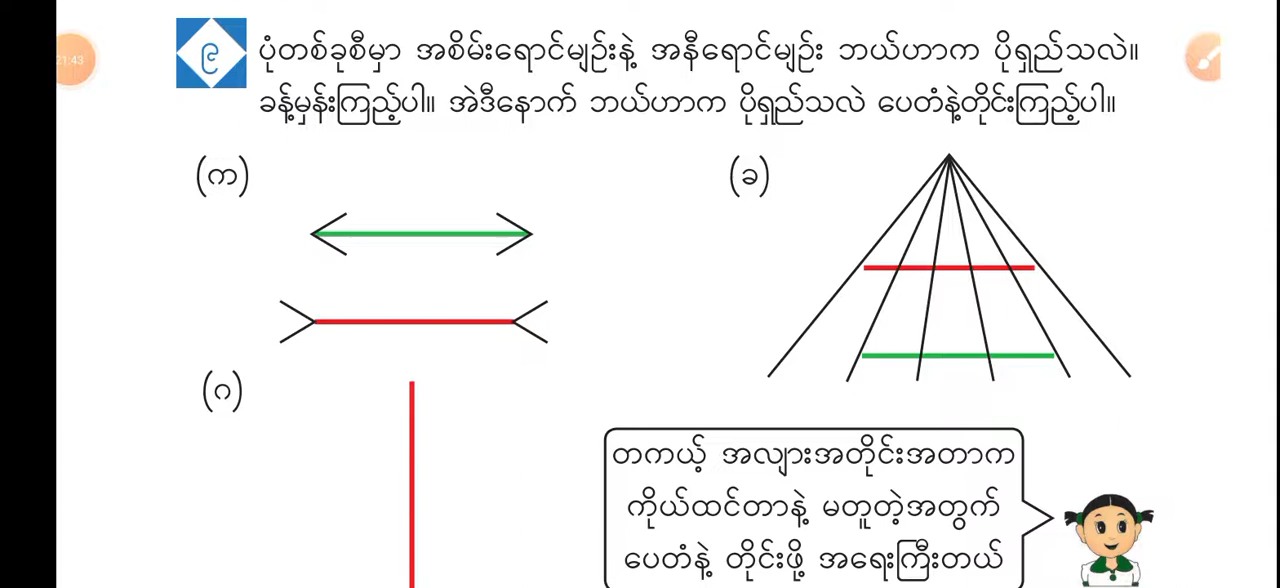 21:43
၉ ပုံတစ်ခုစီမှာ အစိမ်းရောင်မျဉ်းနဲ့ အနီရောင်မျဉ်း ဘယ်ဟာက ပိုရှည်သလဲ။
ခန့်မှန်းကြည့်ပါ။ အဲဒီနောက် ဘယ်ဟာက ပိုရှည်သလဲ ပေတံနဲ့တိုင်းကြည့်ပါ။
(က)
(ခ)
(ဂ)
တကယ့် အလျားအတိုင်းအတာက
ကိုယ်ထင်တာနဲ့ မတူတဲ့အတွက်
ပေတံနဲ့ တိုင်းဖို့ အရေးကြီးတယ်